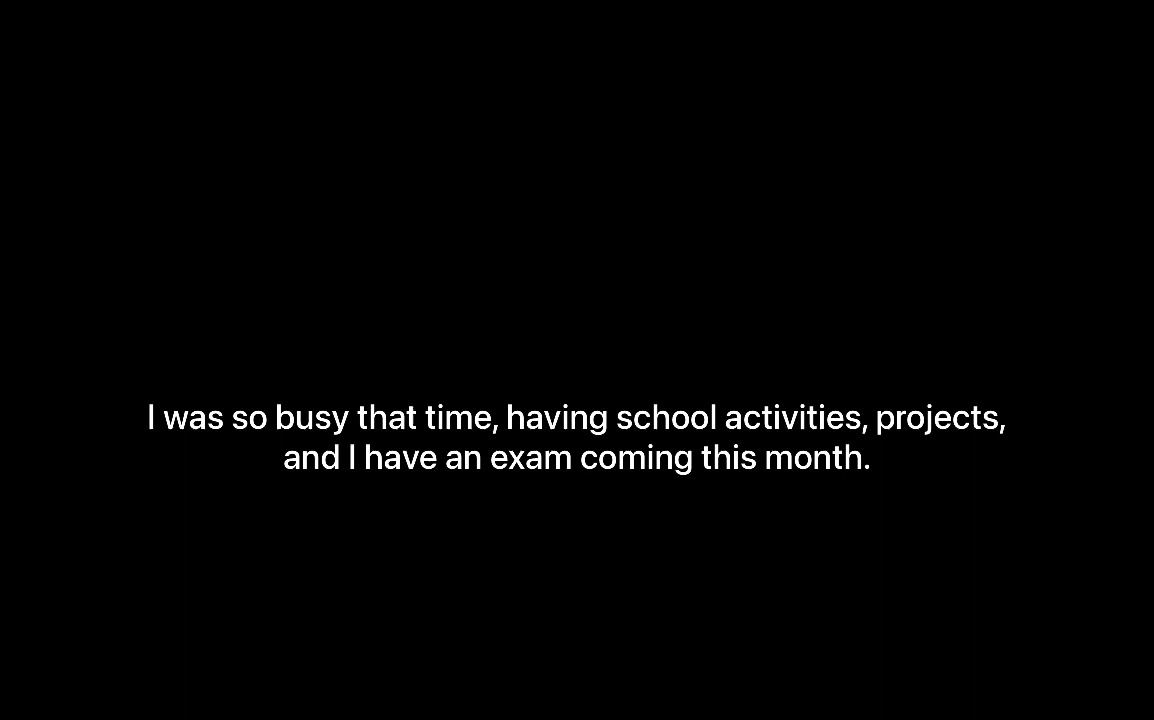 I was so busy that time, having school activities, projects,
and I have an exam coming this month.